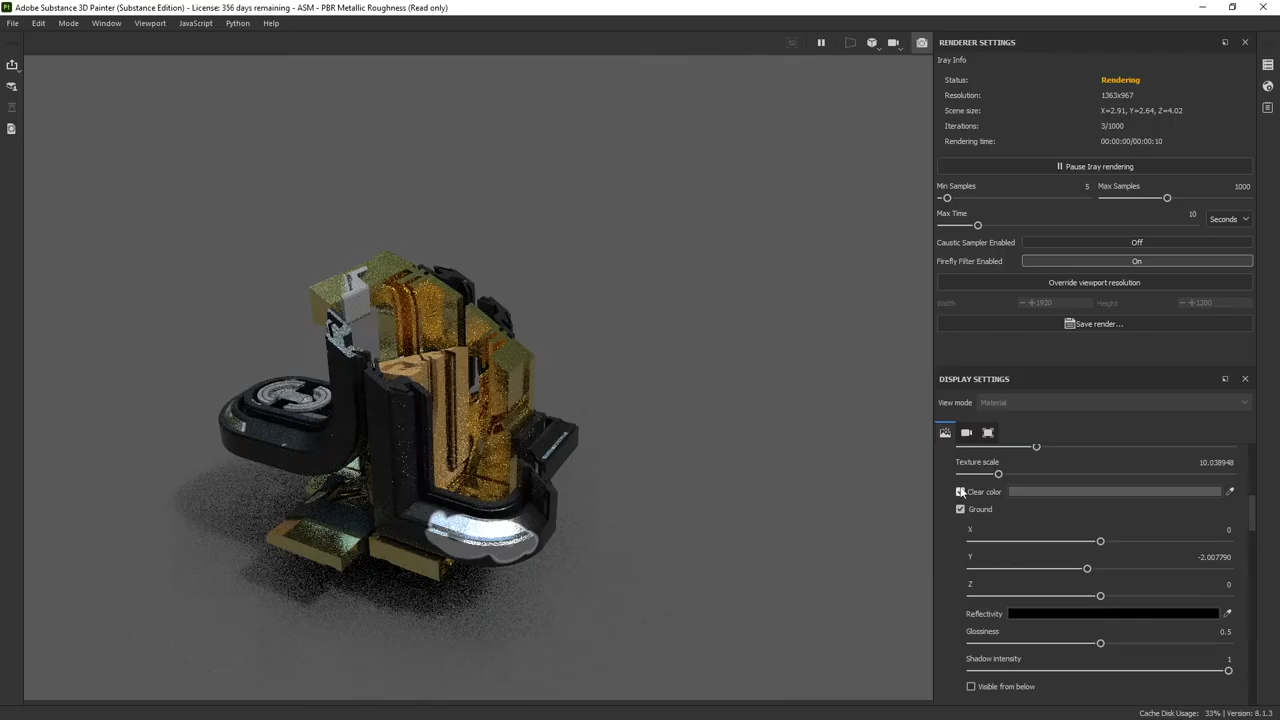 Adobe Substance 3D Painter (Substance Edition) - License: 356 days remaining - ASM - PBR Metallic Roughness (Read only)
File Edit Mode Window Viewport JavaScript Python Help
RENDERER SETTINGS
Iray Info
Status: Rendering
Resolution: 1363x967
Scene size: X=2.91, Y=2.64, Z=4.02
Iterations: 3/1000
Rendering time: 00:00:00/00:00:10
Pause Iray rendering
Min Samples 5 Max Samples 1000
Max Time 10 Seconds
Caustic Sampler Enabled Off
Firefly Filter Enabled On
Override viewport resolution
Width 1920 Height 1200
Save render...
DISPLAY SETTINGS
View mode Material
Texture scale 10.038948
Clear color
Ground
X 0
Y -2.007790
Z 0
Reflectivity
Glossiness 0.5
Shadow intensity 1
Visible from below
Cache Disk Usage: 33% | Version: 8.1.3